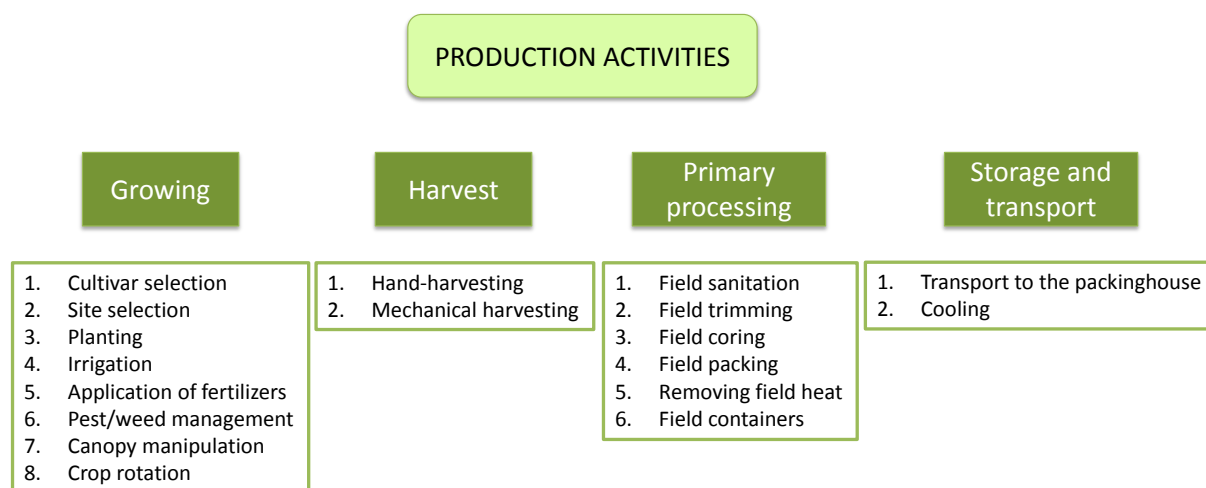 PRODUCTION ACTIVITIES
Growing
1. Cultivar selection
2. Site selection
3. Planting
4. Irrigation
5. Application of fertilizers
6. Pest/weed management
7. Canopy manipulation
8. Crop rotation
Harvest
1. Hand-harvesting
2. Mechanical harvesting
Primary
processing
1. Field sanitation
2. Field trimming
3. Field coring
4. Field packing
5. Removing field heat
6. Field containers
Storage and
transport
1. Transport to the packinghouse
2. Cooling